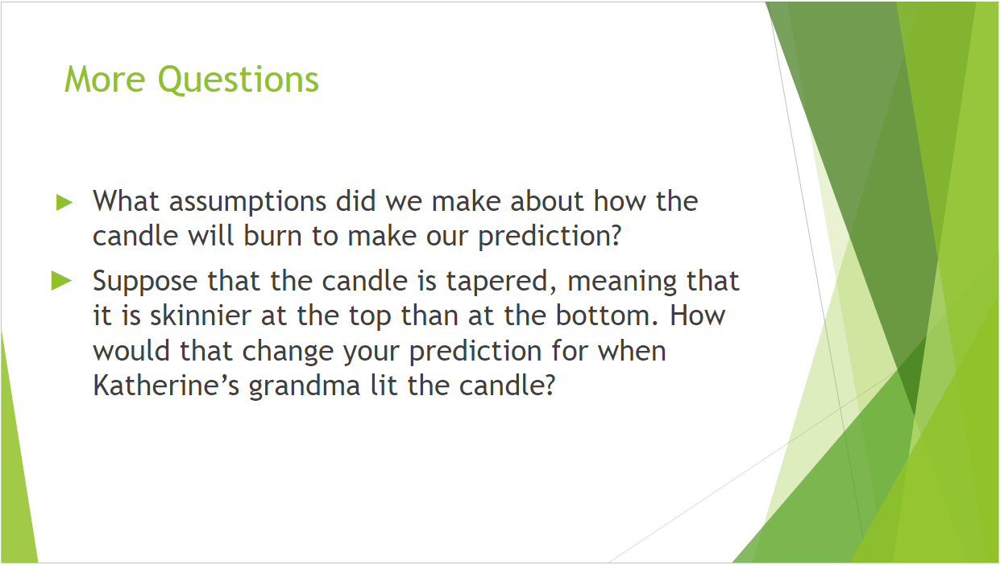 More Questions
What assumptions did we make about how the
candle will burn to make our prediction?
Suppose that the candle is tapered, meaning that
it is skinnier at the top than at the bottom. How
would that change your prediction for when
Katherine’s grandma lit the candle?